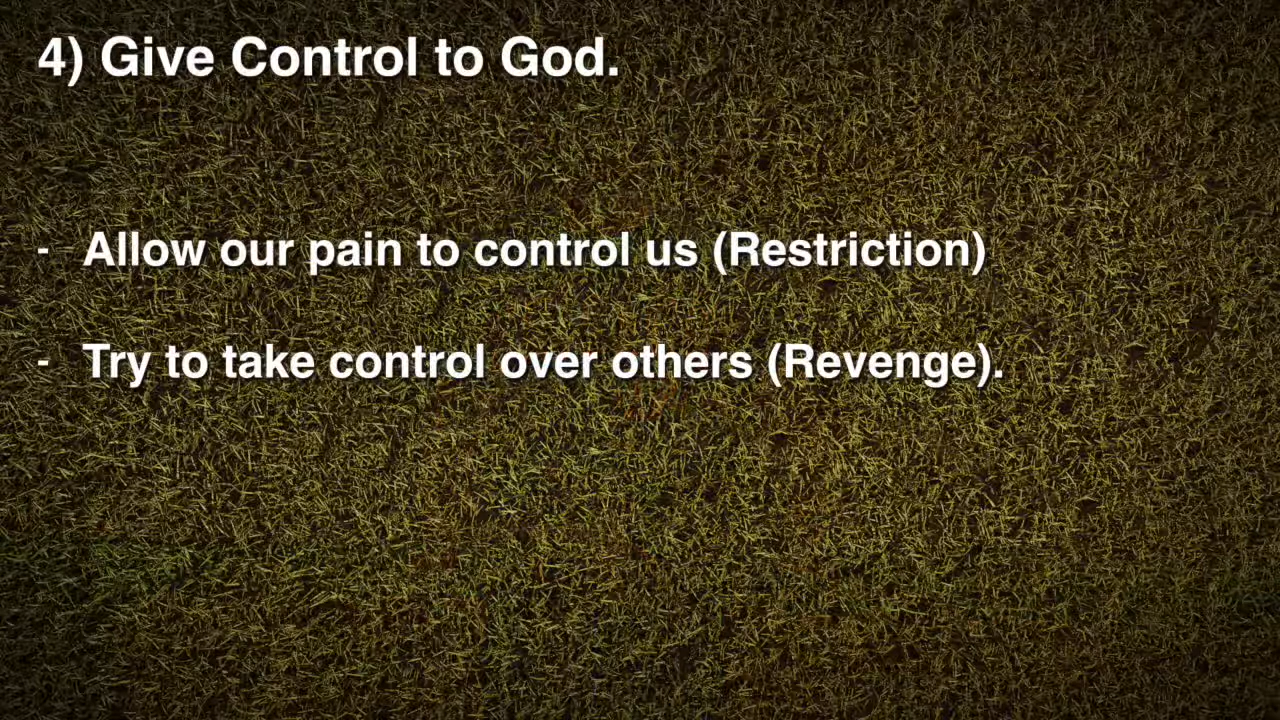 4) Give Control to God.
- Allow our pain to control us (Restriction)
- Try to take control over others (Revenge).